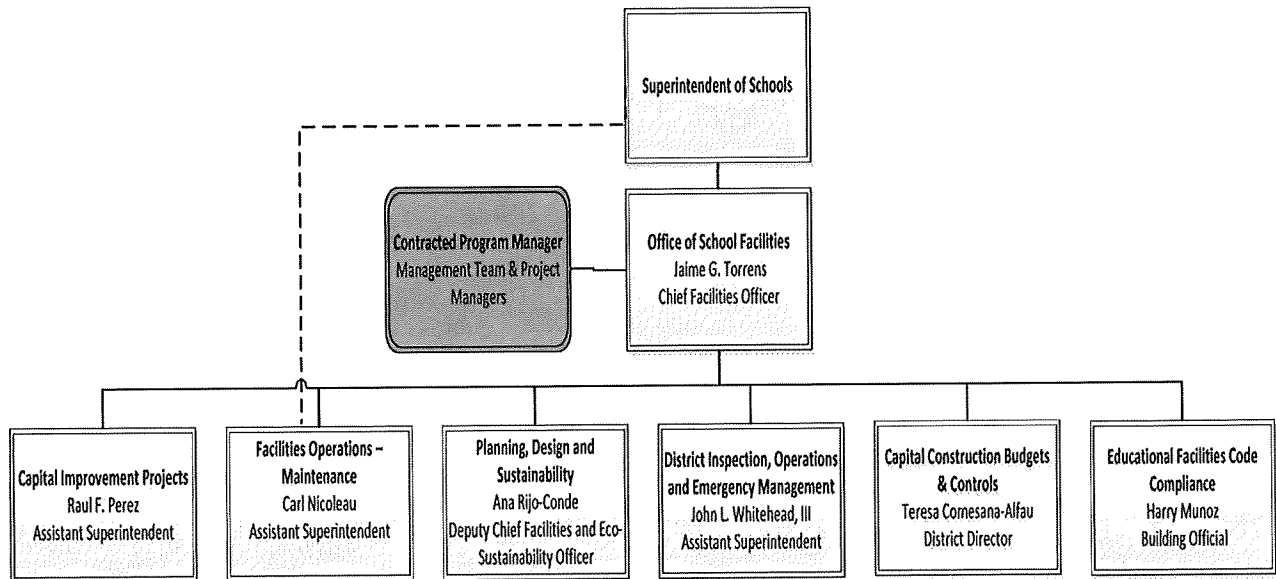 Superintendent of Schools
Contracted Program Manager
Management Team & Project
Managers
Office of School Facilities
Jaime G. Torrens
Chief Facilities Officer
Capital Improvement Projects
Raul F. Perez
Assistant Superintendent
Facilities Operations –
Maintenance
Carl Nicoleau
Assistant Superintendent
Planning, Design and
Sustainability
Ana Rijo-Conde
Deputy Chief Facilities and Eco-
Sustainability Officer
District Inspection, Operations
and Emergency Management
John L. Whitehead, III
Assistant Superintendent
Capital Construction Budgets
& Controls
Teresa Comesana-Alfau
District Director
Educational Facilities Code
Compliance
Harry Munoz
Building Official